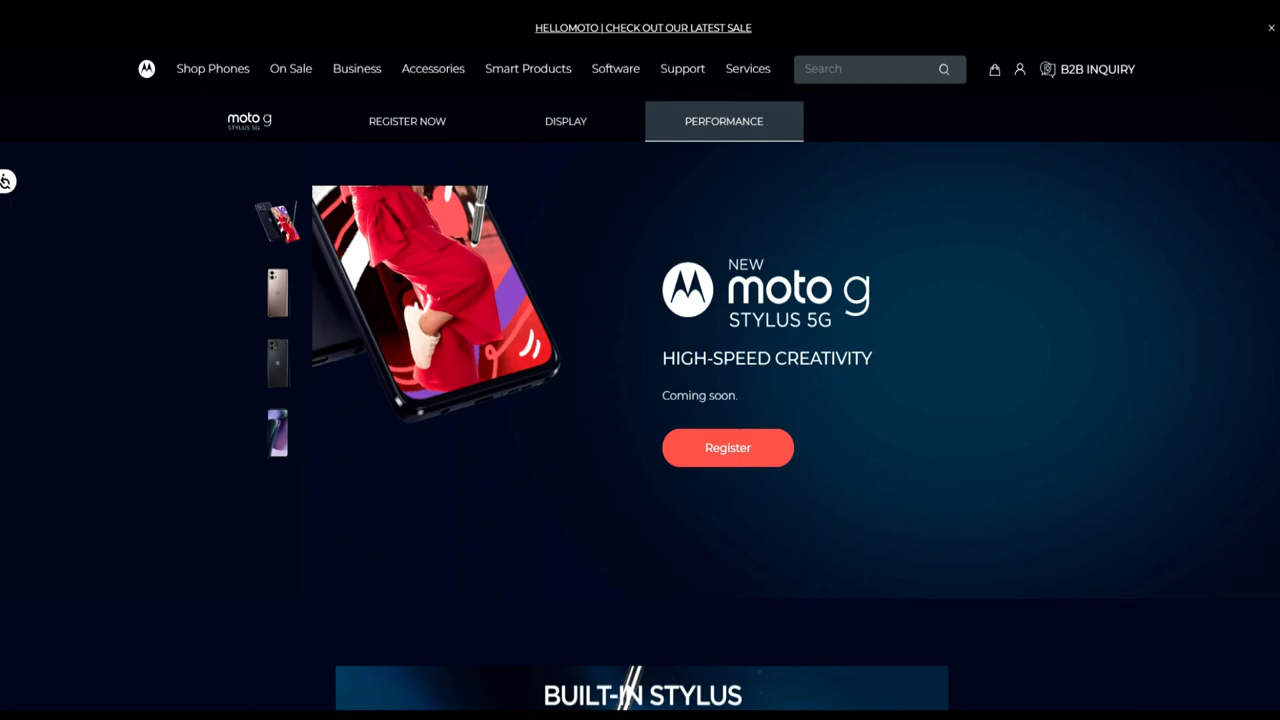 HELLOMOTO | CHECK OUT OUR LATEST SALE
Shop Phones On Sale Business Accessories Smart Products Software Support Services Search B2B INQUIRY
moto g
STYLUS 5G
REGISTER NOW DISPLAY PERFORMANCE
NEW
moto g
STYLUS 5G
HIGH-SPEED CREATIVITY
Coming soon.
Register
BUILT-IN STYLUS